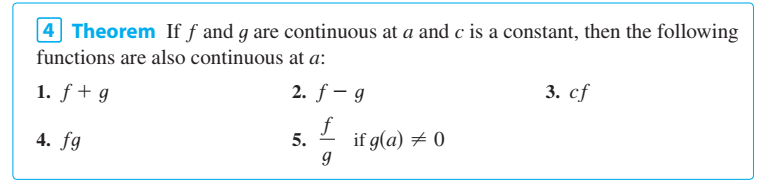 4 Theorem If f and g are continuous at a and c is a constant, then the following
functions are also continuous at a:
1. f + g 2. f − g 3. cf
4. fg 5. f/g if g(a) ≠ 0